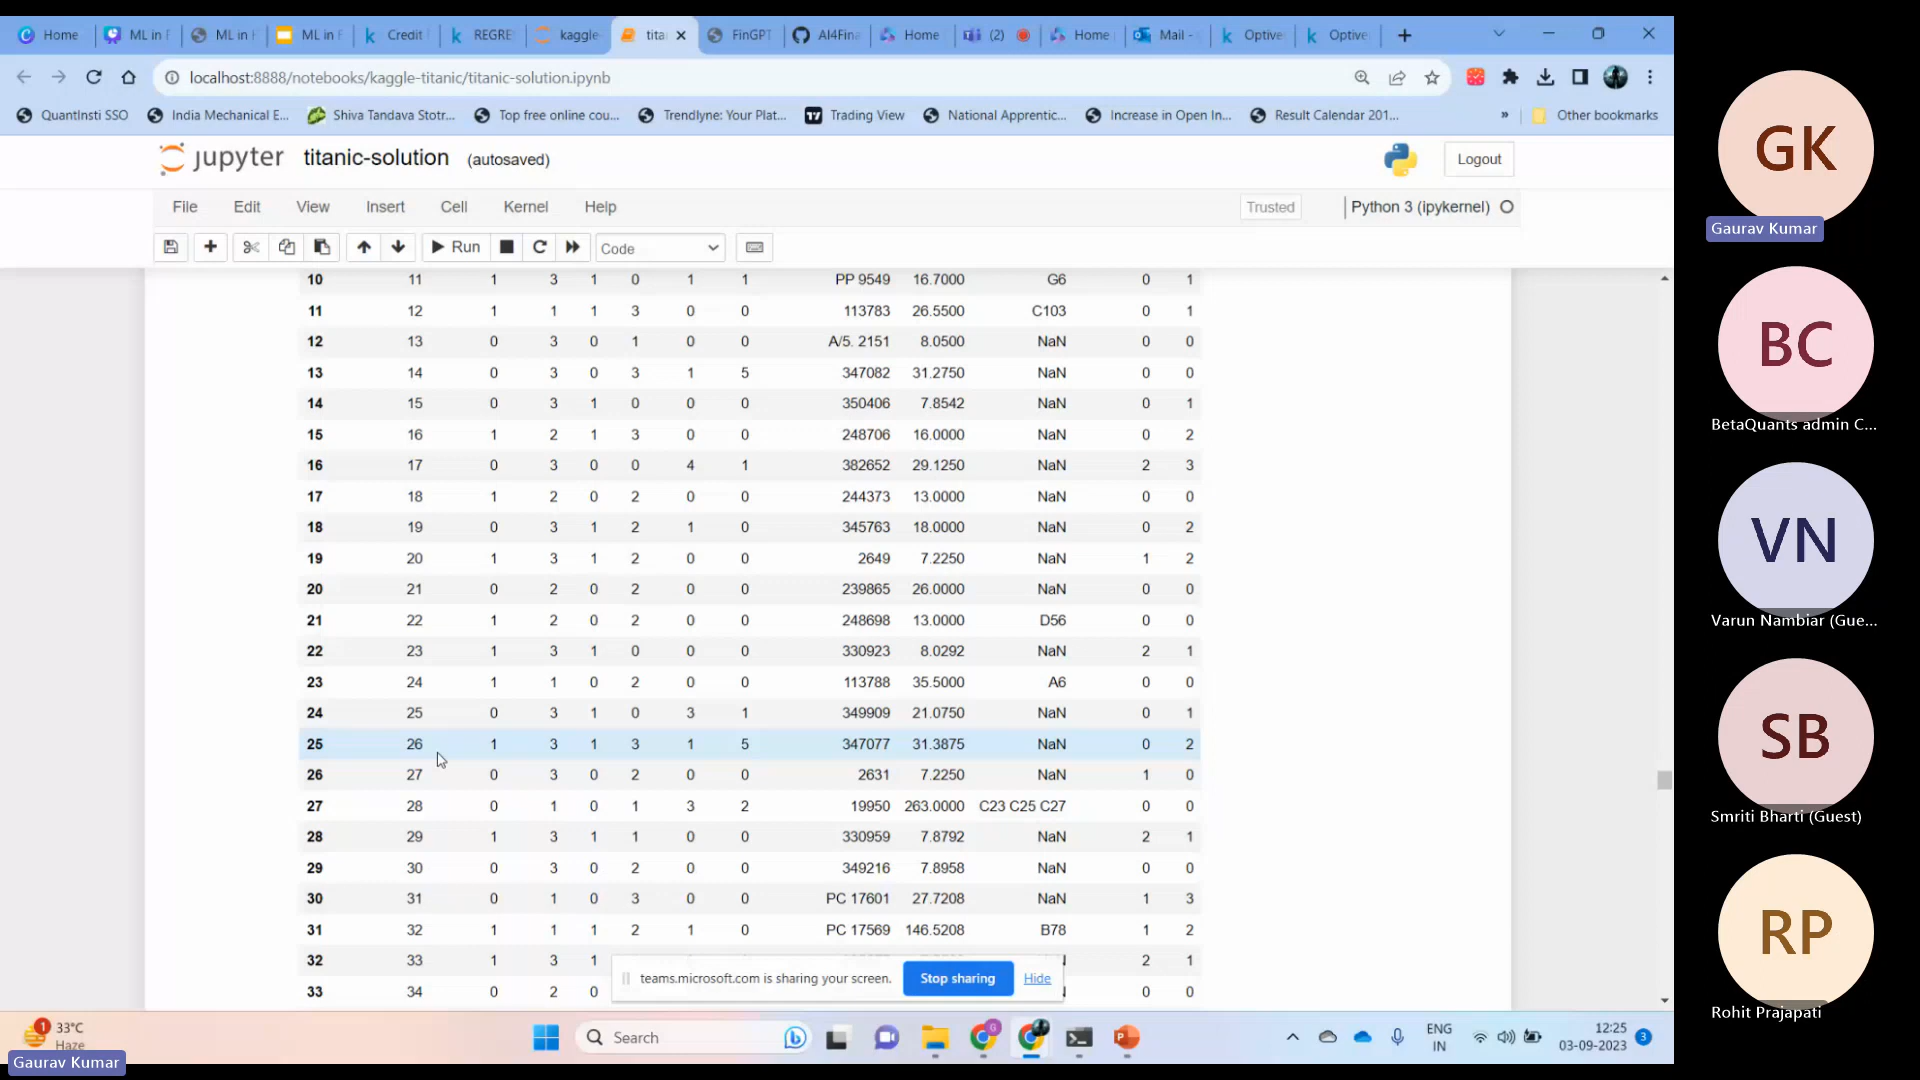 Home ML in F ML in F ML in F Credit REGRE kaggle- tita FinGPT AI4Fina Home (2) Home Mail - Optive Optive
localhost:8888/notebooks/kaggle-titanic/titanic-solution.ipynb
QuantInsti SSO India Mechanical E... Shiva Tandava Stotr... Top free online cou... Trendlyne: Your Plat... Trading View National Apprentic... Increase in Open In... Result Calendar 201... » Other bookmarks
jupyter titanic-solution (autosaved) Logout
File Edit View Insert Cell Kernel Help Trusted Python 3 (ipykernel)
Run Code
10 11 1 3 1 0 1 1 PP 9549 16.7000 G6 0 1
11 12 1 1 1 3 0 0 113783 26.5500 C103 0 1
12 13 0 3 0 1 0 0 A/5. 2151 8.0500 NaN 0 0
13 14 0 3 0 3 1 5 347082 31.2750 NaN 0 0
14 15 0 3 1 0 0 0 350406 7.8542 NaN 0 1
15 16 1 2 1 3 0 0 248706 16.0000 NaN 0 2
16 17 0 3 0 0 4 1 382652 29.1250 NaN 2 3
17 18 1 2 0 2 0 0 244373 13.0000 NaN 0 0
18 19 0 3 1 2 1 0 345763 18.0000 NaN 0 2
19 20 1 3 1 2 0 0 2649 7.2250 NaN 1 2
20 21 0 2 0 2 0 0 239865 26.0000 NaN 0 0
21 22 1 2 0 2 0 0 248698 13.0000 D56 0 0
22 23 1 3 1 0 0 0 330923 8.0292 NaN 2 1
23 24 1 1 0 2 0 0 113788 35.5000 A6 0 0
24 25 0 3 1 0 3 1 349909 21.0750 NaN 0 1
25 26 1 3 1 3 1 5 347077 31.3875 NaN 0 2
26 27 0 3 0 2 0 0 2631 7.2250 NaN 1 0
27 28 0 1 0 1 3 2 19950 263.0000 C23 C25 C27 0 0
28 29 1 3 1 1 0 0 330959 7.8792 NaN 2 1
29 30 0 3 0 2 0 0 349216 7.8958 NaN 0 0
30 31 0 1 0 3 0 0 PC 17601 27.7208 NaN 1 3
31 32 1 1 1 2 1 0 PC 17569 146.5208 B78 1 2
32 33 1 3 1 2 1
33 34 0 2 0 0 0
teams.microsoft.com is sharing your screen. Stop sharing Hide
1 33°C
Haze
Search
ENG
IN
12:25
03-09-2023
3
Gaurav Kumar
GK
Gaurav Kumar
BC
BetaQuants admin C...
VN
Varun Nambiar (Gue...
SB
Smriti Bharti (Guest)
RP
Rohit Prajapati